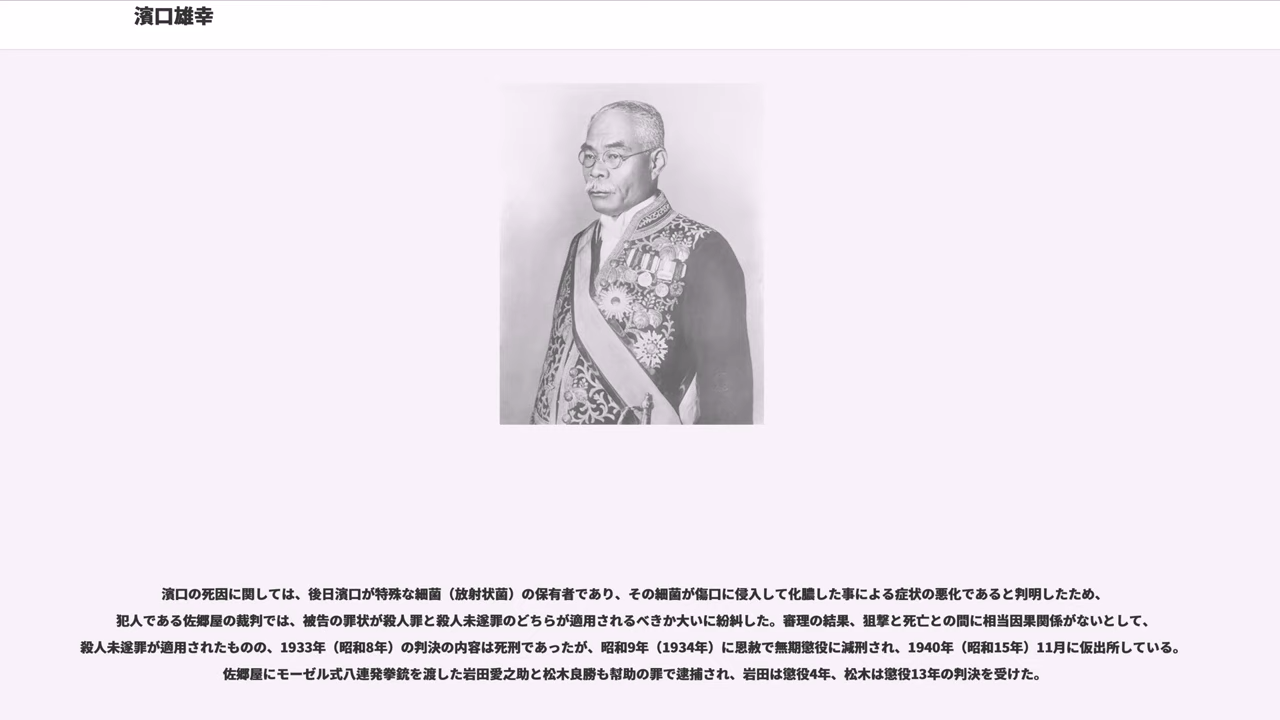 濱口雄幸
濱口の死因に関しては、後日濱口が特殊な細菌（放射状菌）の保有者であり、その細菌が傷口に侵入して化膿した事による症状の悪化であると判明したため、
犯人である佐郷屋の裁判では、被告の罪状が殺人罪と殺人未遂罪のどちらが適用されるべきか大いに紛糾した。審理の結果、狙撃と死亡との間に相当因果関係がないとして、
殺人未遂罪が適用されたものの、1933年（昭和8年）の判決の内容は死刑であったが、昭和9年（1934年）に恩赦で無期懲役に減刑され、1940年（昭和15年）11月に仮出所している。
佐郷屋にモーゼル式八連発拳銃を渡した岩田愛之助と松木良勝も幇助の罪で逮捕され、岩田は懲役4年、松木は懲役13年の判決を受けた。